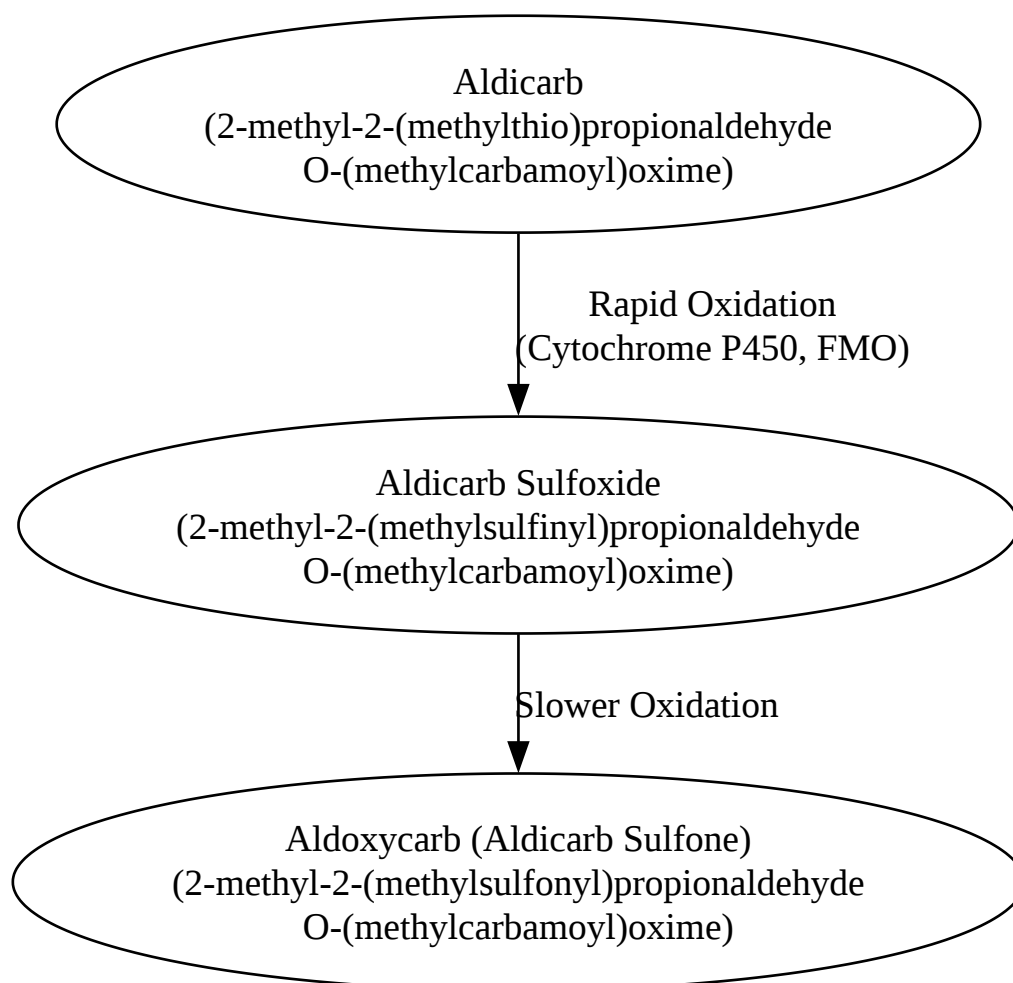 Aldicarb
(2-methyl-2-(methylthio)propionaldehyde
O-(methylcarbamoyl)oxime)
Rapid Oxidation
(Cytochrome P450, FMO)
Aldicarb Sulfoxide
(2-methyl-2-(methylsulfinyl)propionaldehyde
O-(methylcarbamoyl)oxime)
Slower Oxidation
Aldoxycarb (Aldicarb Sulfone)
(2-methyl-2-(methylsulfonyl)propionaldehyde
O-(methylcarbamoyl)oxime)